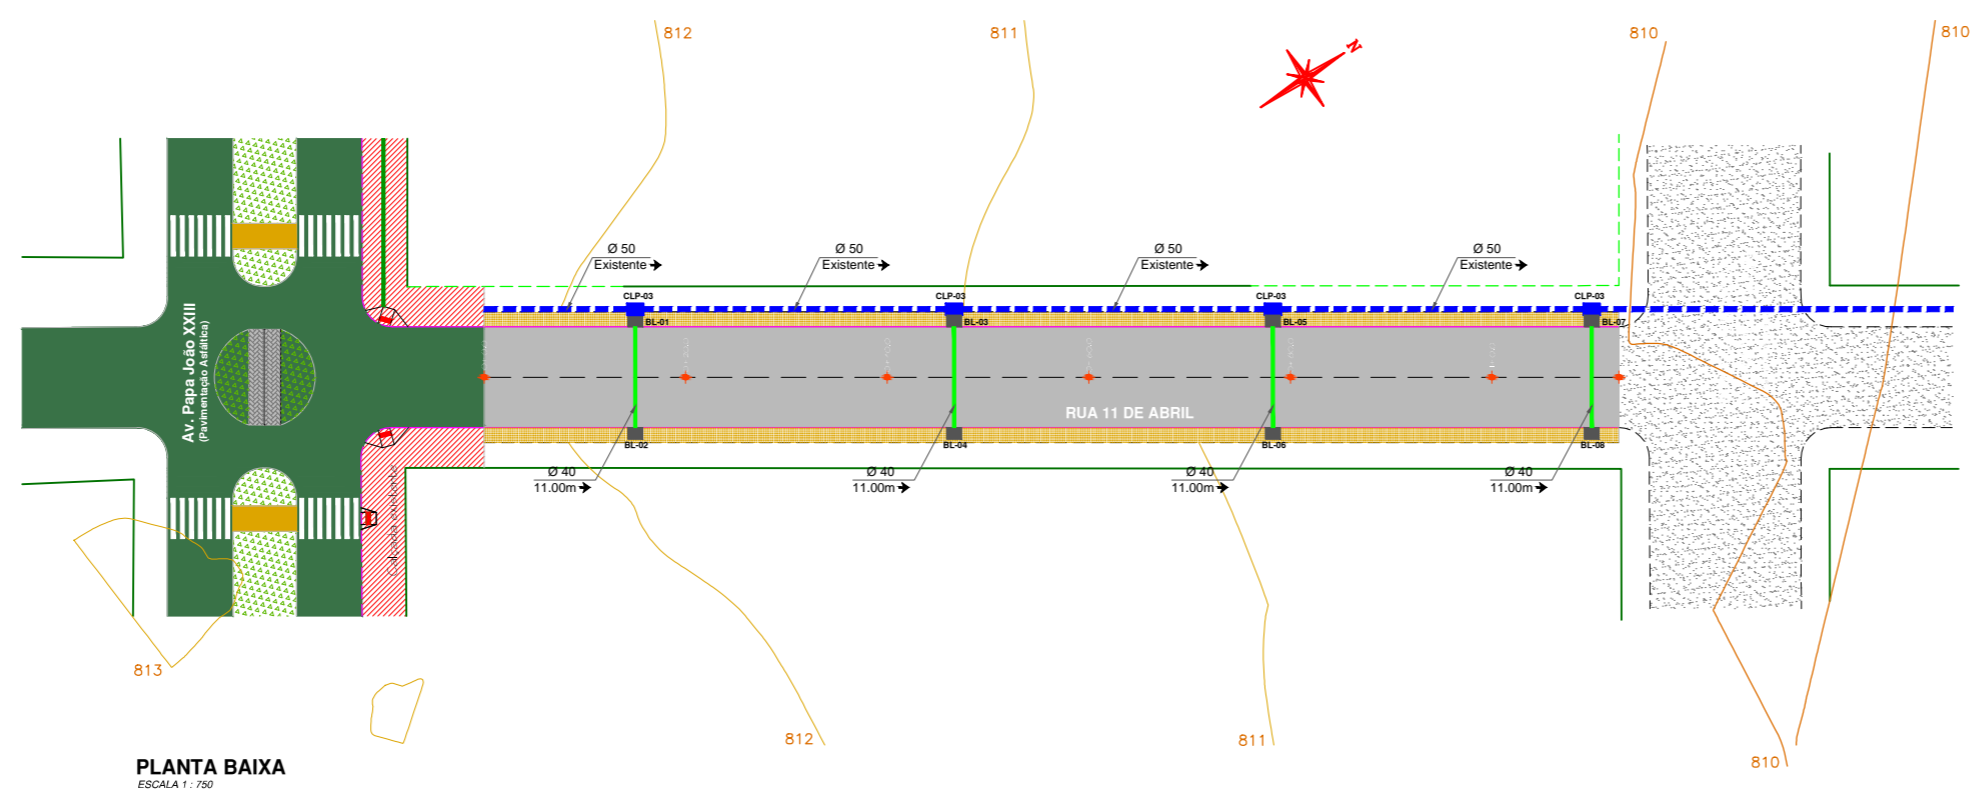 812
811
810
810
N
Ø 50
Existente
Ø 50
Existente
Ø 50
Existente
Ø 50
Existente
CLP-03
CLP-03
CLP-03
CLP-03
BL-01
BL-03
BL-05
BL-07
Av. Papa João XXIII
(Pavimentação Asfáltica)
RUA 11 DE ABRIL
BL-02
BL-04
BL-06
BL-08
Ø 40
11.00m
Ø 40
11.00m
Ø 40
11.00m
Ø 40
11.00m
Calçada existente
813
812
811
810
PLANTA BAIXA
ESCALA 1 : 750